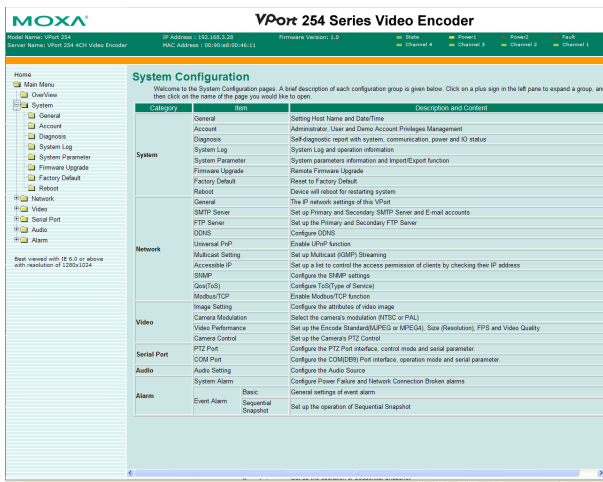 MOXA
VPort 254 Series Video Encoder
Model Name: VPort 254
IP Address : 192.168.3.28
Firmware Version: 1.0
State
Power1
Power2
Fault
Server Name: VPort 254 4CH Video Encoder
MAC Address : 00:90:e8:00:46:11
Channel 4
Channel 3
Channel 2
Channel 1
Home
Main Menu
OverView
System
General
Account
Diagnosis
System Log
System Parameter
Firmware Upgrade
Factory Default
Reboot
Network
Video
Serial Port
Audio
Alarm
Best viewed with IE 6.0 or above
with resolution of 1280x1024
System Configuration
Welcome to the System Configuration pages. A brief description of each configuration group is given below. Click on a plus sign in the left pane to expand a group, and
then click on the name of the page you would like to open.
Category Item Description and Content
System
General Setting Host Name and Date/Time
Account Administrator, User and Demo Account Privileges Management
Diagnosis Self-diagnostic report with system, communication, power and IO status
System Log System Log and operation information
System Parameter System parameters information and Import/Export function
Firmware Upgrade Remote Firmware Upgrade
Factory Default Reset to Factory Default
Reboot Device will reboot for restarting system
Network
General The IP network settings of this VPort
SMTP Server Set up Primary and Secondary SMTP Server and E-mail accounts
FTP Server Set up the Primary and Secondary FTP Server
DDNS Configure DDNS
Universal PnP Enable UPnP function
Multicast Setting Set up Multicast (IGMP) Streaming
Accessible IP Set up a list to control the access permission of clients by checking their IP address
SNMP Configure the SNMP settings
Qos(ToS) Configure ToS(Type of Service)
Modbus/TCP Enable Modbus/TCP function
Video
Image Setting Configure the attributes of video image
Camera Modulation Select the camera's modulation (NTSC or PAL)
Video Performance Set up the Encode Standard(MJPEG or MPEG4), Size (Resolution), FPS and Video Quality
Camera Control Set up the Camera's PTZ Control
Serial Port
PTZ Port Configure the PTZ Port interface, control mode and serial parameter.
COM Port Configure the COM(DB9) Port interface, operation mode and serial parameter.
Audio Audio Setting Configure the Audio Source
Alarm
System Alarm Configure Power Failure and Network Connection Broken alarms
Event Alarm
Basic General settings of event alarm
Sequential Snapshot Set up the operation of Sequential Snapshot